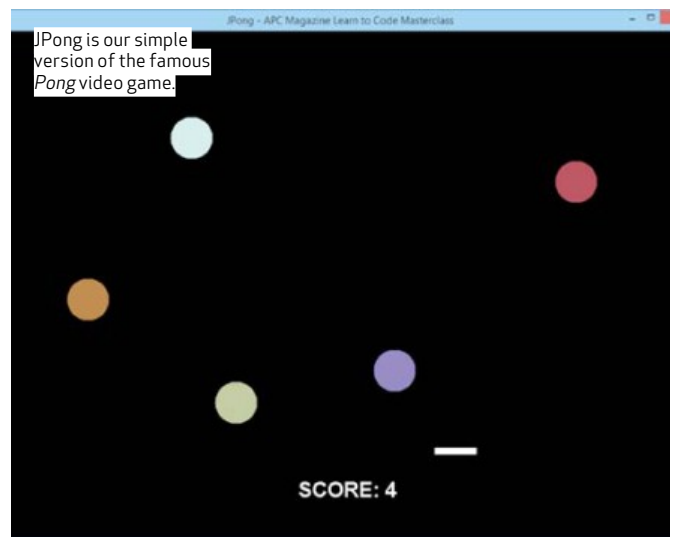 JPong - APC Magazine Learn to Code Masterclass
JPong is our simple
version of the famous
Pong video game.
SCORE: 4